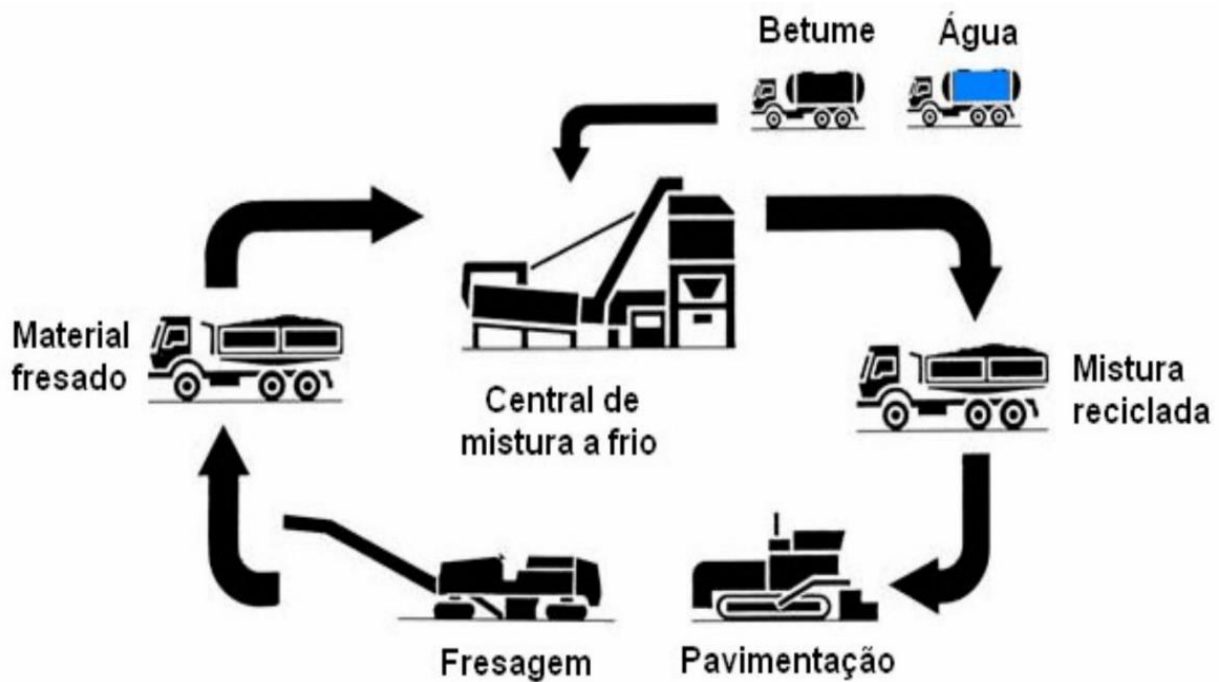 Betume
Água
Material
fresado
Central de
mistura a frio
Mistura
reciclada
Fresagem
Pavimentação